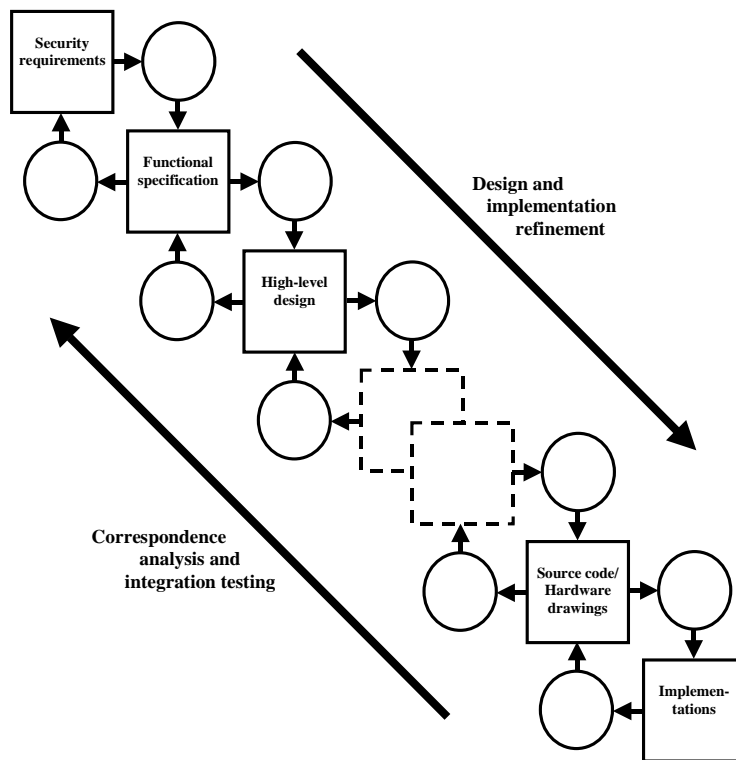 Security
requirements
Functional
specification
Design and
implementation
refinement
High-level
design
Correspondence
analysis and
integration testing
Source code/
Hardware
drawings
Implemen-
tations